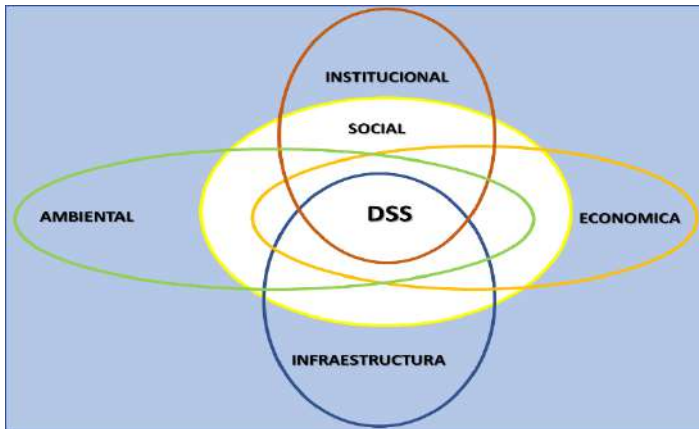 INSTITUCIONAL
SOCIAL
AMBIENTAL
DSS
ECONOMICA
INFRAESTRUCTURA